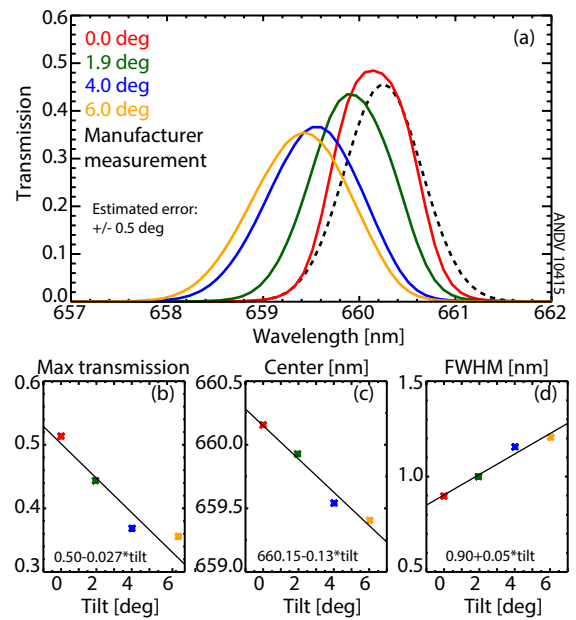 0.6
0.5
0.4
0.3
0.2
0.1
0.0
Transmission
0.0 deg
1.9 deg
4.0 deg
6.0 deg
Manufacturer
measurement
Estimated error:
+/- 0.5 deg
(a)
ANDV 10415
657 658 659 660 661 662
Wavelength [nm]
Max transmission
(b)
0.6
0.5
0.4
0.3
0.50-0.027*tilt
0 2 4 6
Tilt [deg]
Center [nm]
(c)
660.5
660.0
659.5
659.0
660.15-0.13*tilt
0 2 4 6
Tilt [deg]
FWHM [nm]
(d)
1.5
1.0
0.5
0.90+0.05*tilt
0 2 4 6
Tilt [deg]